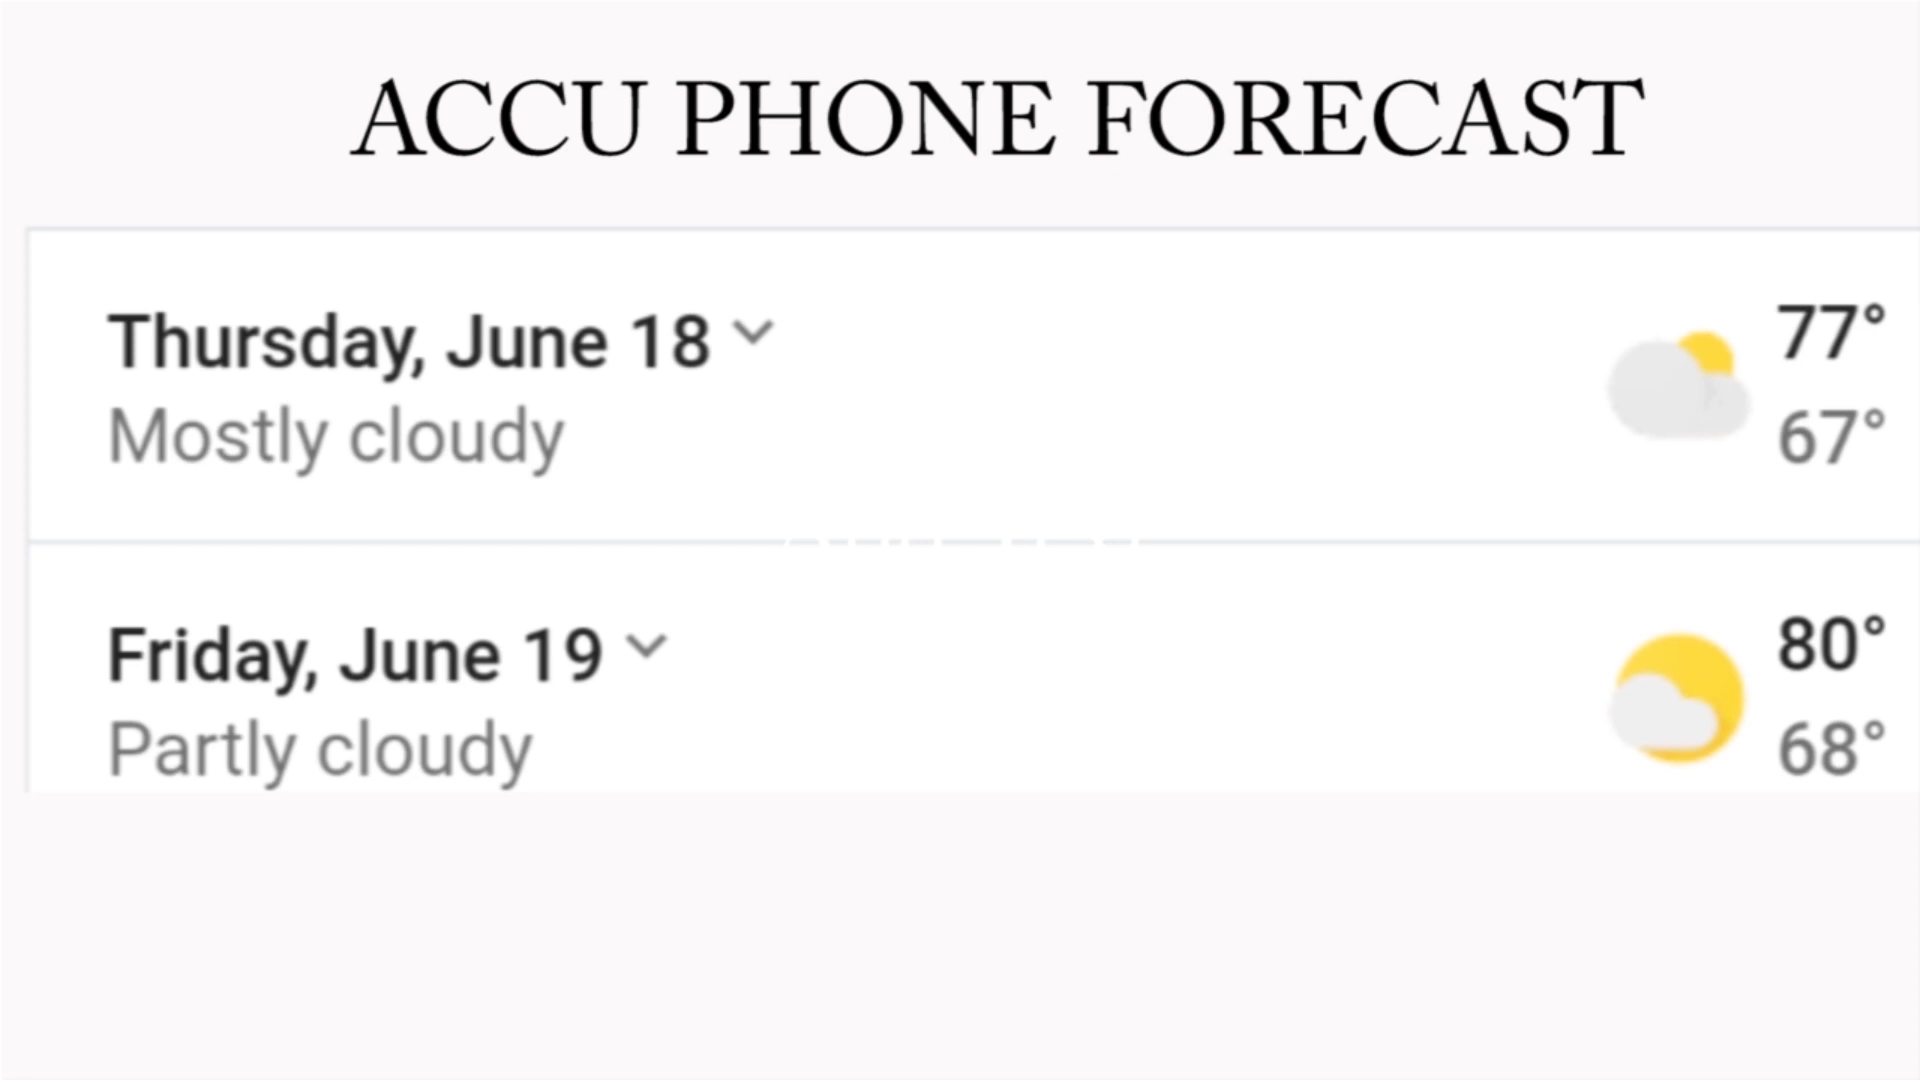 ACCU PHONE FORECAST
Thursday, June 18
77°
Mostly cloudy
67°
Friday, June 19
80°
Partly cloudy
68°